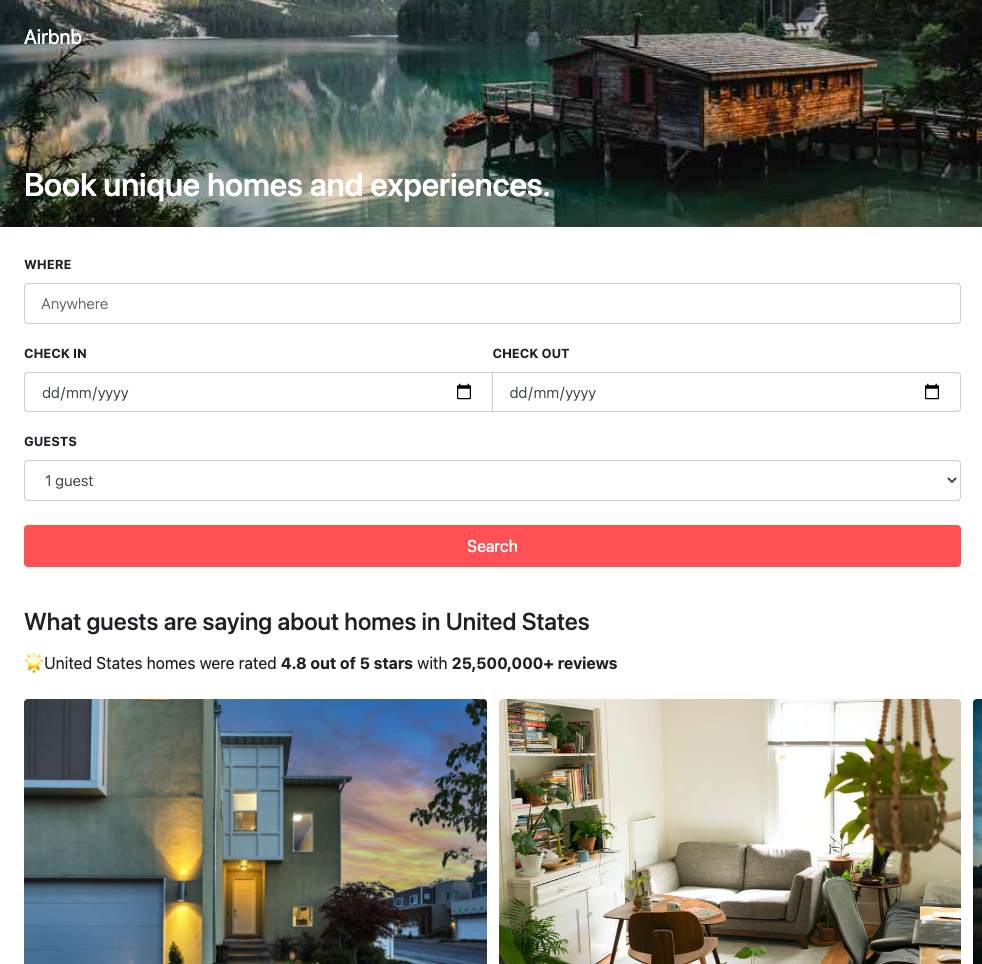 Airbnb
Book unique homes and experiences.
WHERE
Anywhere
CHECK IN
CHECK OUT
dd/mm/yyyy
dd/mm/yyyy
GUESTS
1 guest
Search
What guests are saying about homes in United States
🌟United States homes were rated 4.8 out of 5 stars with 25,500,000+ reviews